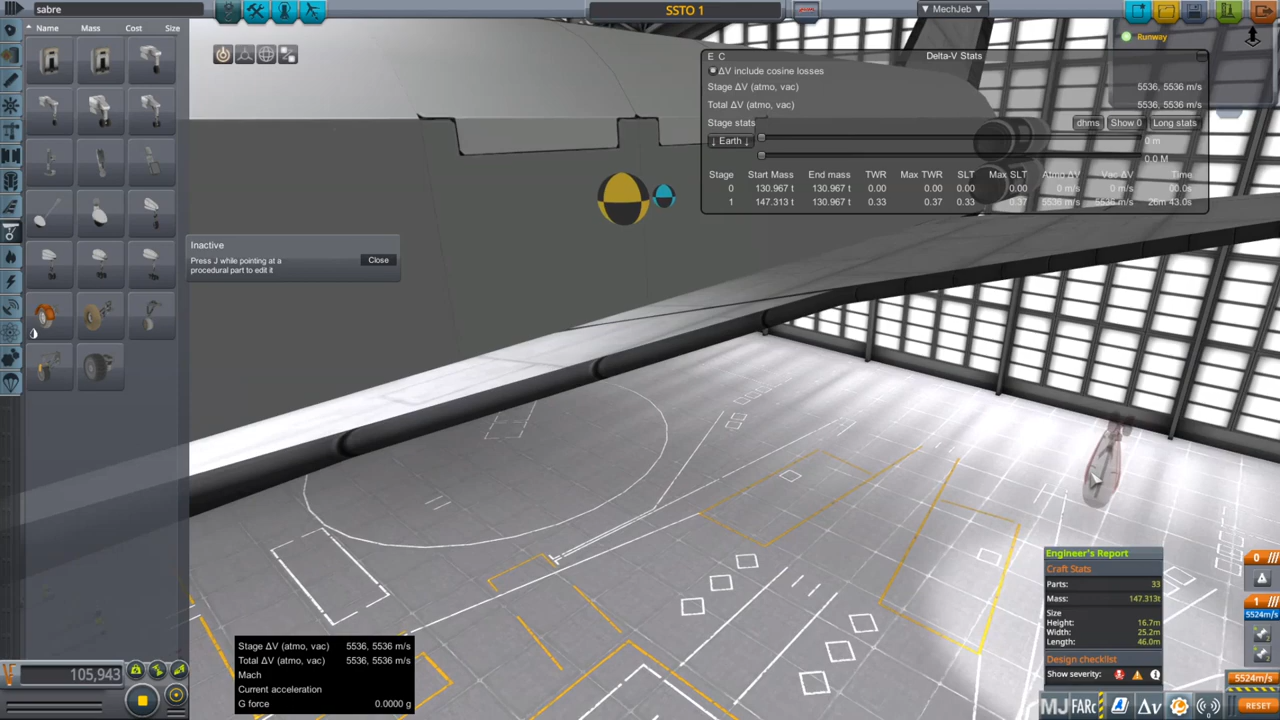 sabre
SSTO 1
▼ MechJeb ▼
Name Mass Cost Size
Runway
E C Delta-V Stats
ΔV include cosine losses
Stage ΔV (atmo, vac) 5536, 5536 m/s
Total ΔV (atmo, vac) 5536, 5536 m/s
Stage stats dhms Show 0 Long stats
↓ Earth ↓ 0 m
0.0 M
Stage Start Mass End mass TWR Max TWR SLT Max SLT Atmo ΔV Vac ΔV Time
0 130.967 t 130.967 t 0.00 0.00 0.00 0.00 0 m/s 0 m/s 00.0s
1 147.313 t 130.967 t 0.33 0.37 0.33 0.37 5536 m/s 5536 m/s 26m 43.0s
Inactive
Press J while pointing at a
procedural part to edit it
Close
Engineer's Report
Craft Stats
Parts: 33
Mass: 147.313t
Size
Height: 16.7m
Width: 25.2m
Length: 46.0m
Design checklist
Show severity:
0
1
5524m/s
5524m/s
Stage ΔV (atmo, vac) 5536, 5536 m/s
Total ΔV (atmo, vac) 5536, 5536 m/s
Mach
Current acceleration
G force 0.0000 g
105,943
MJ FARc Δv RESET